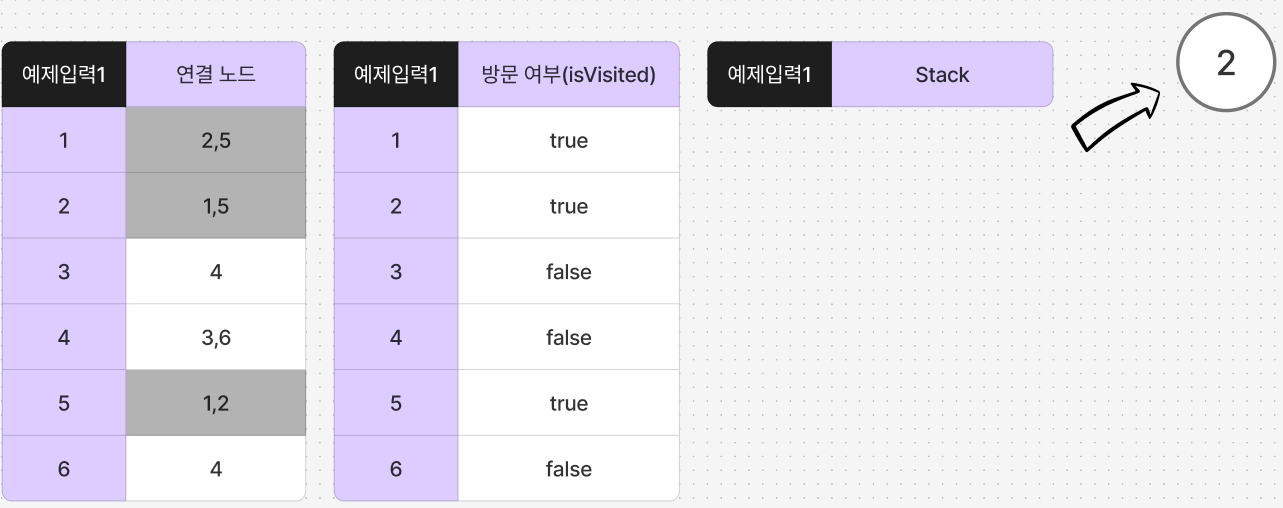 예제입력1 연결 노드
1 2,5
2 1,5
3 4
4 3,6
5 1,2
6 4
예제입력1 방문 여부(isVisited)
1 true
2 true
3 false
4 false
5 true
6 false
예제입력1 Stack
2